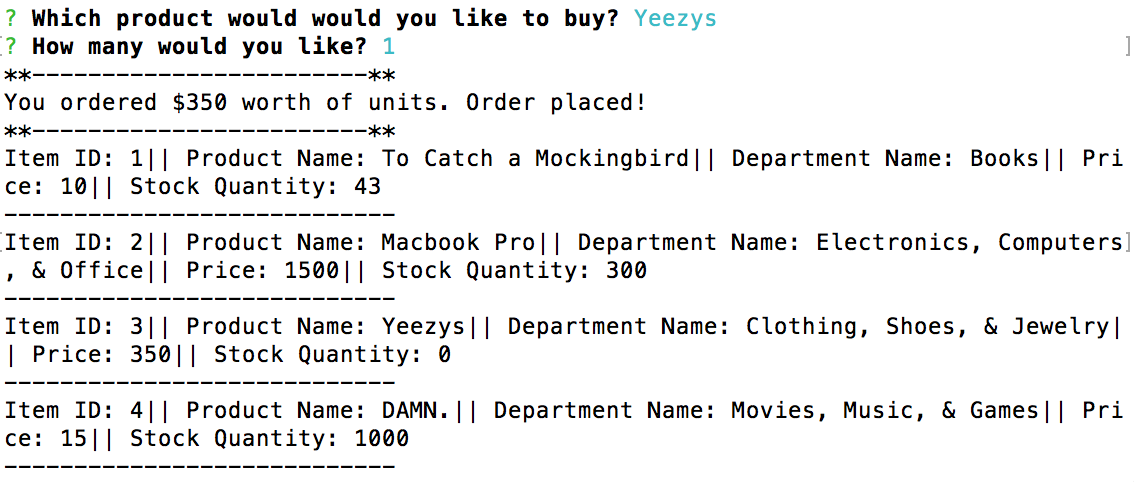 ? Which product would would you like to buy? Yeezys
[? How many would you like? 1 ]
**------------------------**
You ordered $350 worth of units. Order placed!
**------------------------**
Item ID: 1|| Product Name: To Catch a Mockingbird|| Department Name: Books|| Pri
ce: 10|| Stock Quantity: 43
----------------------------
[Item ID: 2|| Product Name: Macbook Pro|| Department Name: Electronics, Computers]
, & Office|| Price: 1500|| Stock Quantity: 300
----------------------------
Item ID: 3|| Product Name: Yeezys|| Department Name: Clothing, Shoes, & Jewelry|
| Price: 350|| Stock Quantity: 0
----------------------------
Item ID: 4|| Product Name: DAMN.|| Department Name: Movies, Music, & Games|| Pri
ce: 15|| Stock Quantity: 1000
----------------------------